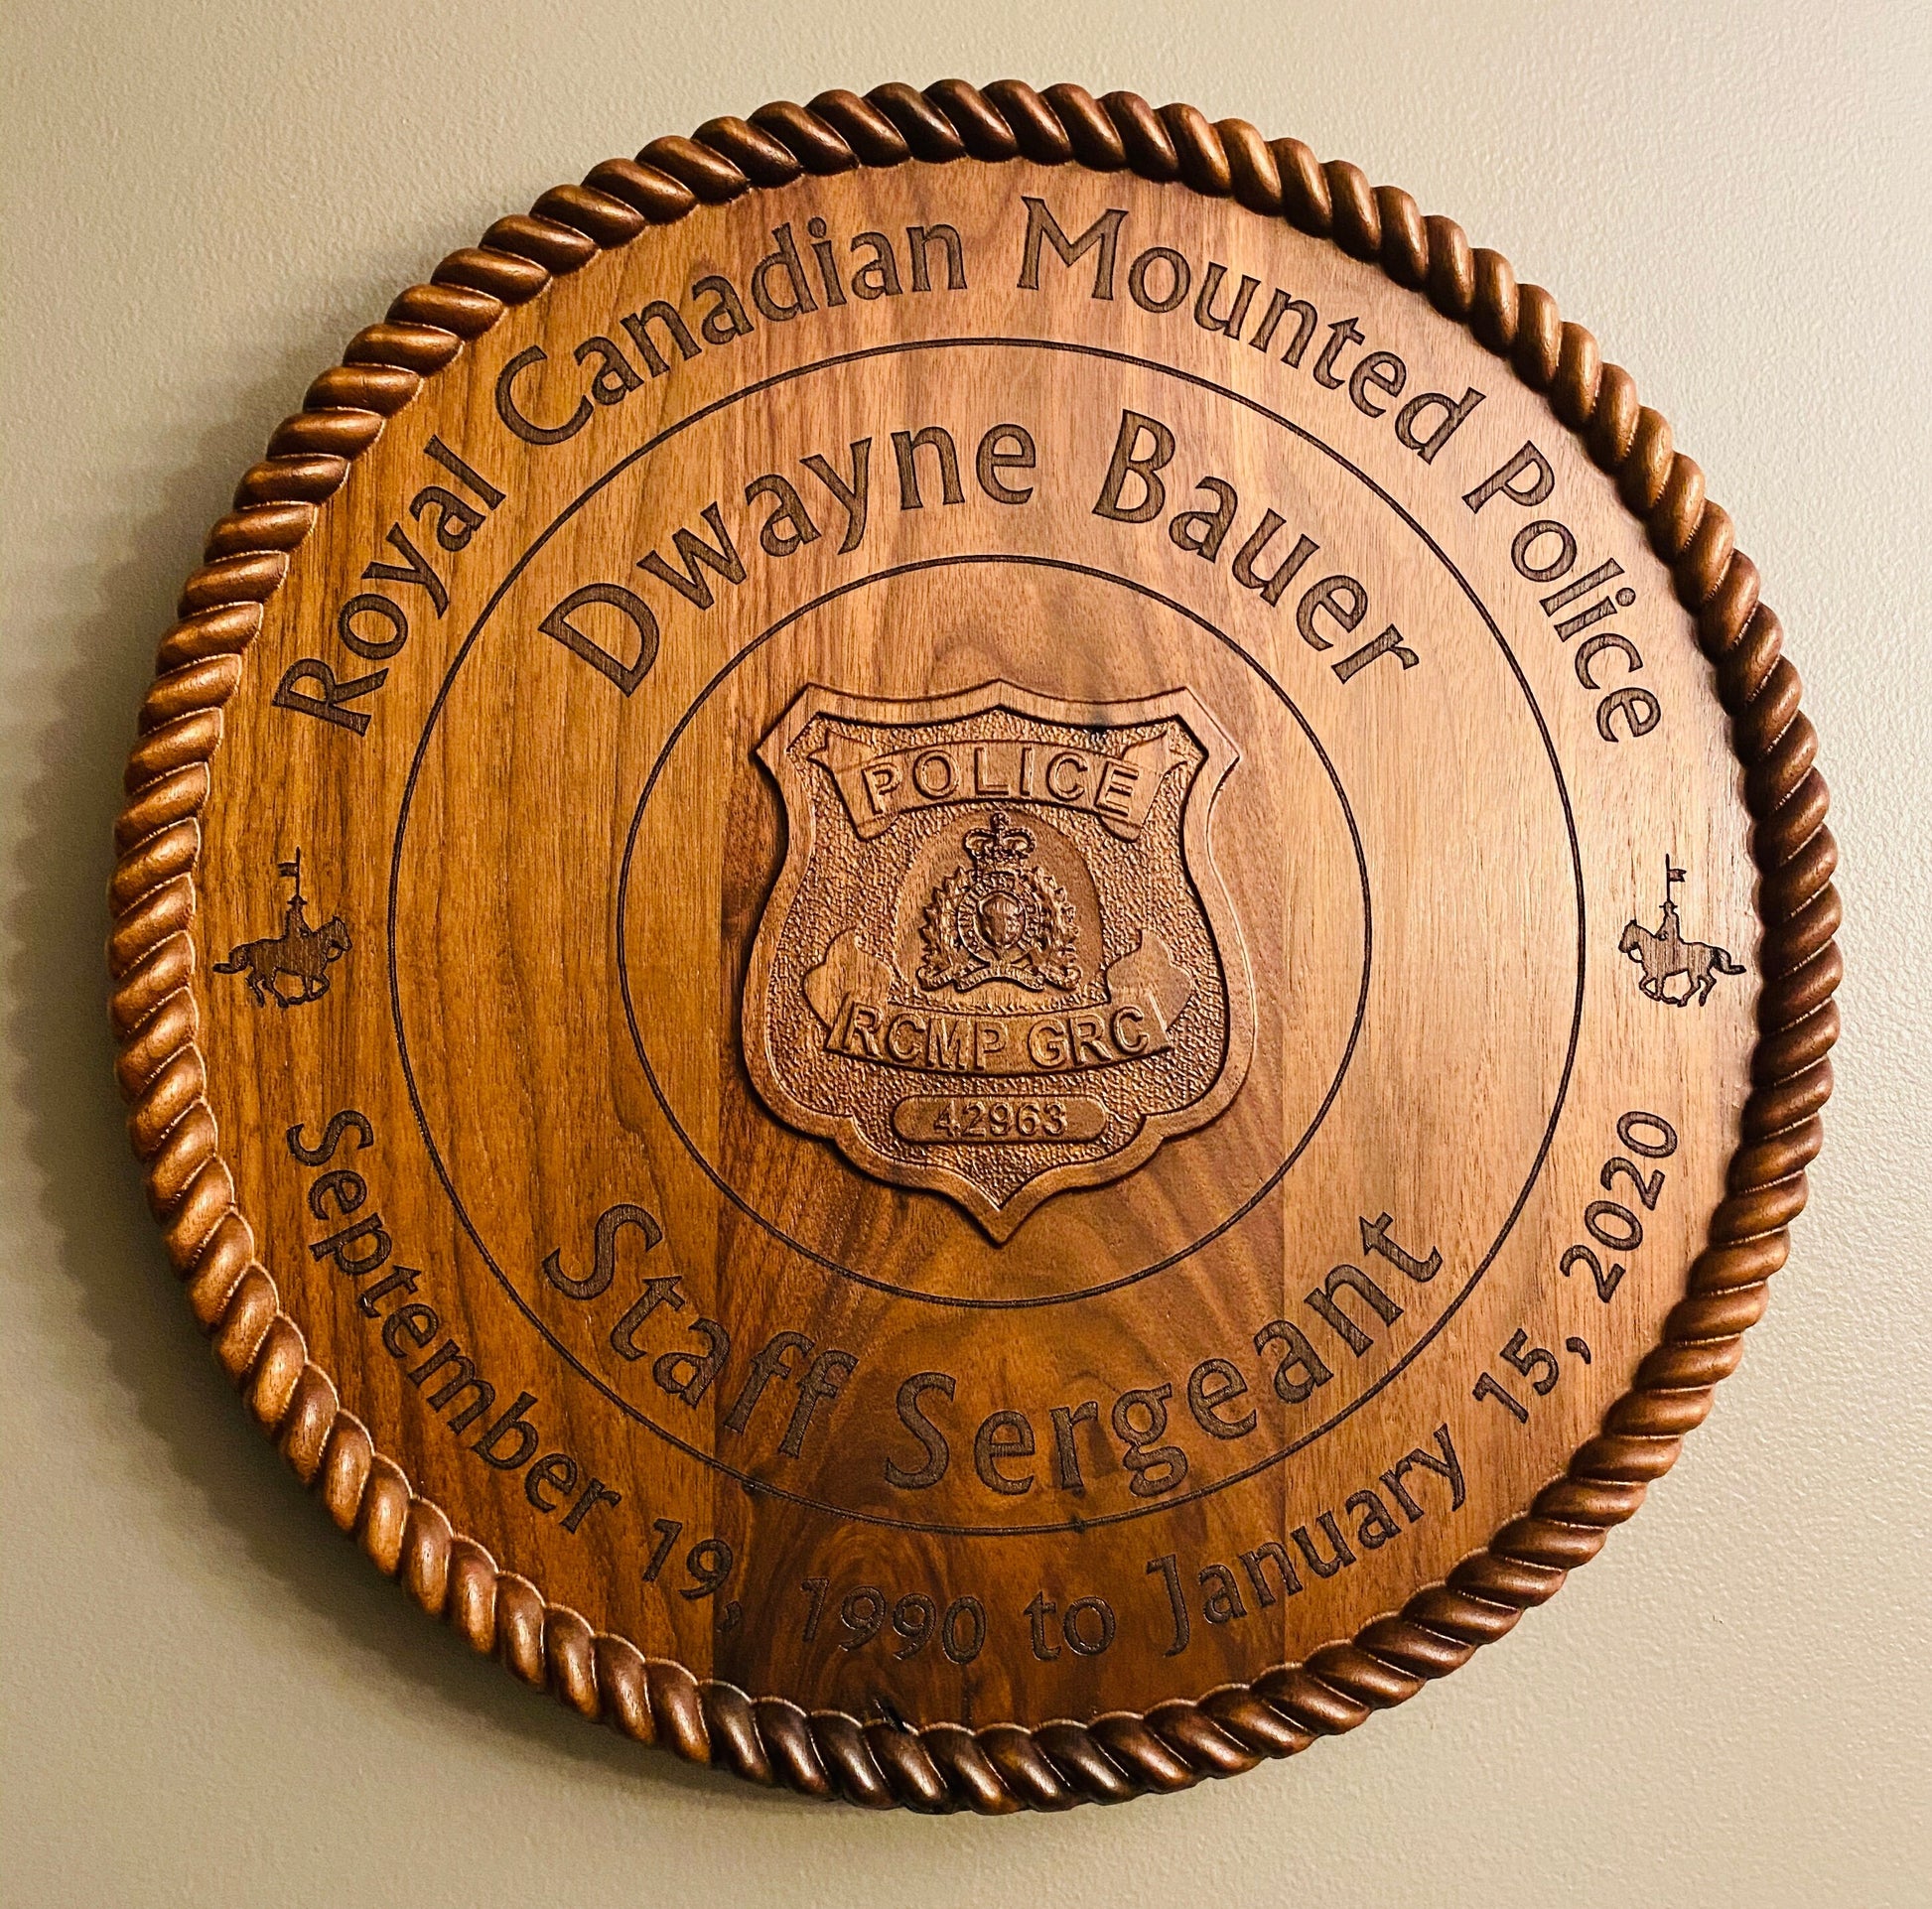 Royal Canadian Mounted Police
Dwayne Bauer
POLICE
RCMP GRC
42963
Staff Sergeant
September 19, 1990 to January 15, 2020